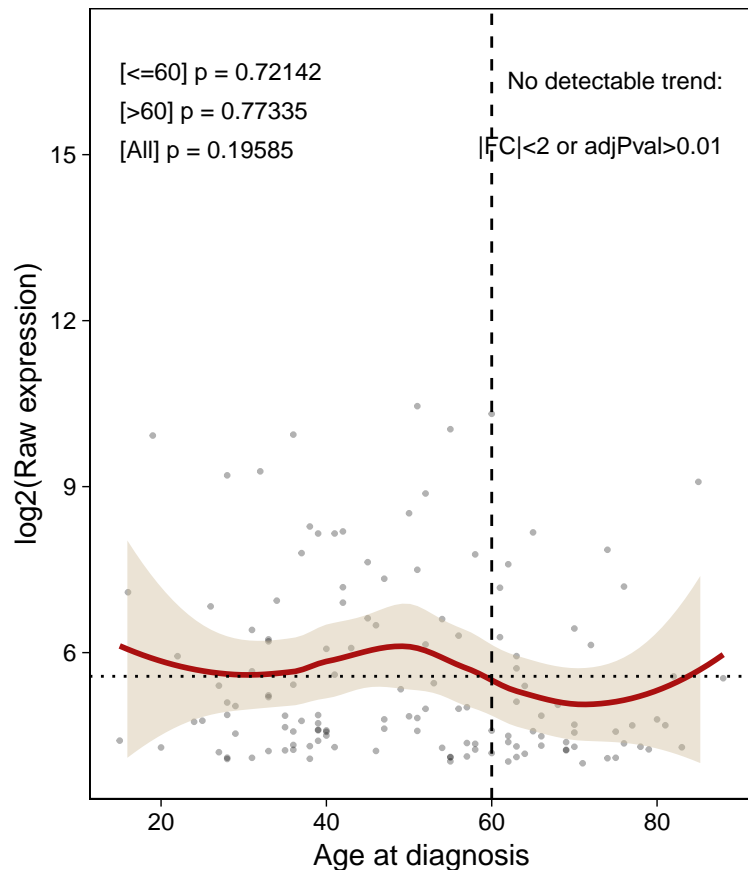 [<=60] p = 0.72142
[>60] p = 0.77335
[All] p = 0.19585
No detectable trend:
|FC|<2 or adjPval>0.01
log2(Raw expression)
15
12
9
6
20
40
60
80
Age at diagnosis